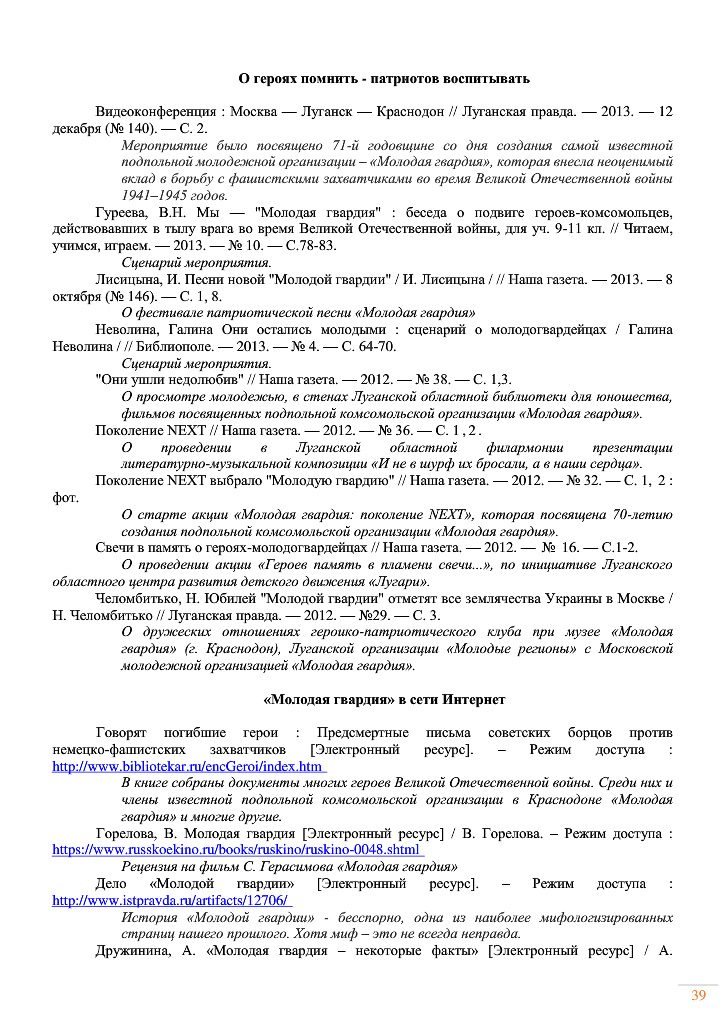 О героях помнить - патриотов воспитывать
Видеоконференция : Москва — Луганск — Краснодон // Луганская правда. — 2013. — 12
декабря (№ 140). — С. 2.
Мероприятие было посвящено 71-й годовщине со дня создания самой известной
подпольной молодежной организации – «Молодая гвардия», которая внесла неоценимый
вклад в борьбу с фашистскими захватчиками во время Великой Отечественной войны
1941–1945 годов.
Гуреева, В.Н. Мы — "Молодая гвардия" : беседа о подвиге героев-комсомольцев,
действовавших в тылу врага во время Великой Отечественной войны, для уч. 9-11 кл. // Читаем,
учимся, играем. — 2013. — № 10. — С.78-83.
Сценарий мероприятия.
Лисицына, И. Песни новой "Молодой гвардии" / И. Лисицына / // Наша газета. — 2013. — 8
октября (№ 146). — С. 1, 8.
О фестивале патриотической песни «Молодая гвардия»
Неволина, Галина Они остались молодыми : сценарий о молодогвардейцах / Галина
Неволина / // Библиополе. — 2013. — № 4. — С. 64-70.
Сценарий мероприятия.
"Они ушли недолюбив" // Наша газета. — 2012. — № 38. — С. 1,3.
О просмотре молодежью, в стенах Луганской областной библиотеки для юношества,
фильмов посвященных подпольной комсомольской организации «Молодая гвардия».
Поколение NEXT // Наша газета. — 2012. — № 36. — С. 1 , 2 .
О проведении в Луганской областной филармонии презентации
литературно-музыкальной композиции «И не в шурф их бросали, а в наши сердца».
Поколение NEXT выбрало "Молодую гвардию" // Наша газета. — 2012. — № 32. — С. 1, 2 :
фот.
О старте акции «Молодая гвардия: поколение NEXT», которая посвящена 70-летию
создания подпольной комсомольской организации «Молодая гвардия».
Свечи в память о героях-молодогвардейцах // Наша газета. — 2012. — № 16. — С.1-2.
О проведении акции «Героев память в пламени свечи...», по инициативе Луганского
областного центра развития детского движения «Лугари».
Челомбитько, Н. Юбилей "Молодой гвардии" отметят все землячества Украины в Москве /
Н. Челомбитько // Луганская правда. — 2012. — №29. — С. 3.
О дружеских отношениях героико-патриотического клуба при музее «Молодая
гвардия» (г. Краснодон), Луганской организации «Молодые регионы» с Московской
молодежной организацией «Молодая гвардия».
«Молодая гвардия» в сети Интернет
Говорят погибшие герои : Предсмертные письма советских борцов против
немецко-фашистских захватчиков [Электронный ресурс]. – Режим доступа :
http://www.bibliotekar.ru/encGeroi/index.htm
В книге собраны документы многих героев Великой Отечественной войны. Среди них и
члены известной подпольной комсомольской организации в Краснодоне «Молодая
гвардия» и многие другие.
Горелова, В. Молодая гвардия [Электронный ресурс] / В. Горелова. – Режим доступа :
https://www.russkoekino.ru/books/ruskino/ruskino-0048.shtml
Рецензия на фильм С. Герасимова «Молодая гвардия»
Дело «Молодой гвардии» [Электронный ресурс]. – Режим доступа :
http://www.istpravda.ru/artifacts/12706/
История «Молодой гвардии» - бесспорно, одна из наиболее мифологизированных
страниц нашего прошлого. Хотя миф – это не всегда неправда.
Дружинина, А. «Молодая гвардия – некоторые факты» [Электронный ресурс] / А.
39